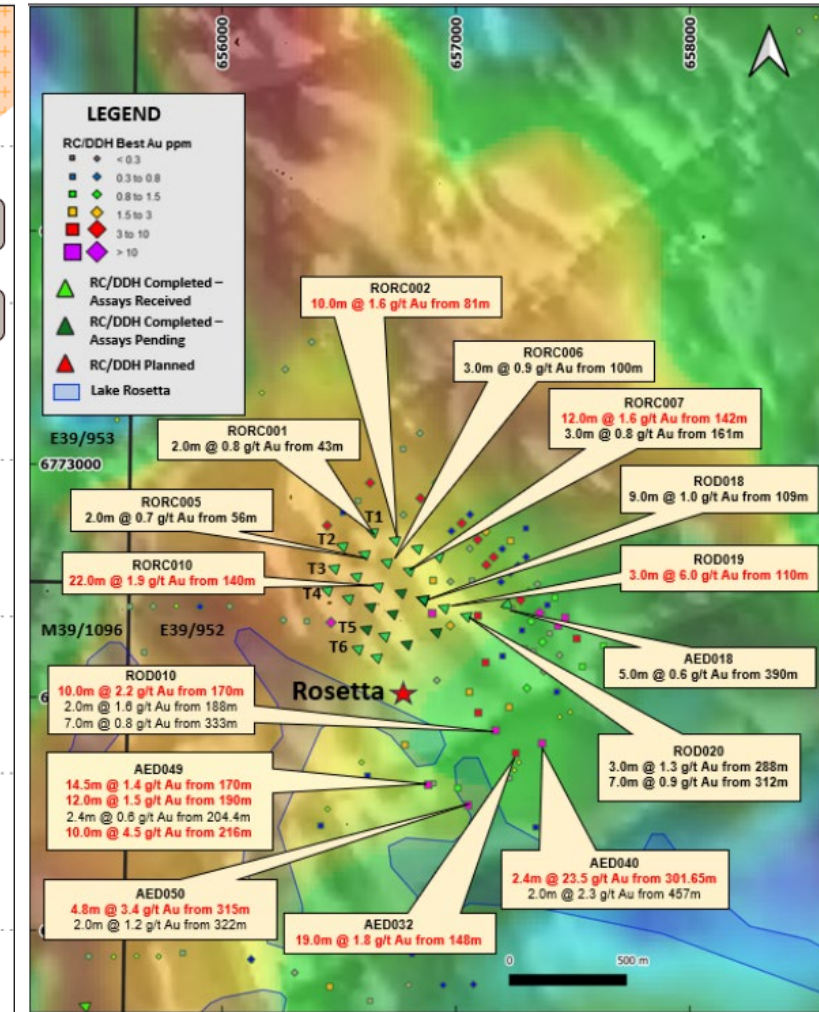 656000
657000
658000
LEGEND
RC/DDH Best Au ppm
< 0.3
0.3 to 0.8
0.8 to 1.5
1.5 to 3
3 to 10
> 10
RC/DDH Completed –
Assays Received
RC/DDH Completed –
Assays Pending
RC/DDH Planned
Lake Rosetta
RORC002
10.0m @ 1.6 g/t Au from 81m
RORC006
3.0m @ 0.9 g/t Au from 100m
RORC007
12.0m @ 1.6 g/t Au from 142m
3.0m @ 0.8 g/t Au from 161m
RORC001
2.0m @ 0.8 g/t Au from 43m
E39/953
6773000
ROD018
9.0m @ 1.0 g/t Au from 109m
RORC005
2.0m @ 0.7 g/t Au from 56m
T1
T2
T3
T4
T5
T6
ROD019
3.0m @ 6.0 g/t Au from 110m
RORC010
22.0m @ 1.9 g/t Au from 140m
M39/1096
E39/952
AED018
5.0m @ 0.6 g/t Au from 390m
ROD010
10.0m @ 2.2 g/t Au from 170m
2.0m @ 1.6 g/t Au from 188m
7.0m @ 0.8 g/t Au from 333m
Rosetta
ROD020
3.0m @ 1.3 g/t Au from 288m
7.0m @ 0.9 g/t Au from 312m
AED049
14.5m @ 1.4 g/t Au from 170m
12.0m @ 1.5 g/t Au from 190m
2.4m @ 0.6 g/t Au from 204.4m
10.0m @ 4.5 g/t Au from 216m
AED040
2.4m @ 23.5 g/t Au from 301.65m
2.0m @ 2.3 g/t Au from 457m
AED050
4.8m @ 3.4 g/t Au from 315m
2.0m @ 1.2 g/t Au from 322m
AED032
19.0m @ 1.8 g/t Au from 148m
0
500 m